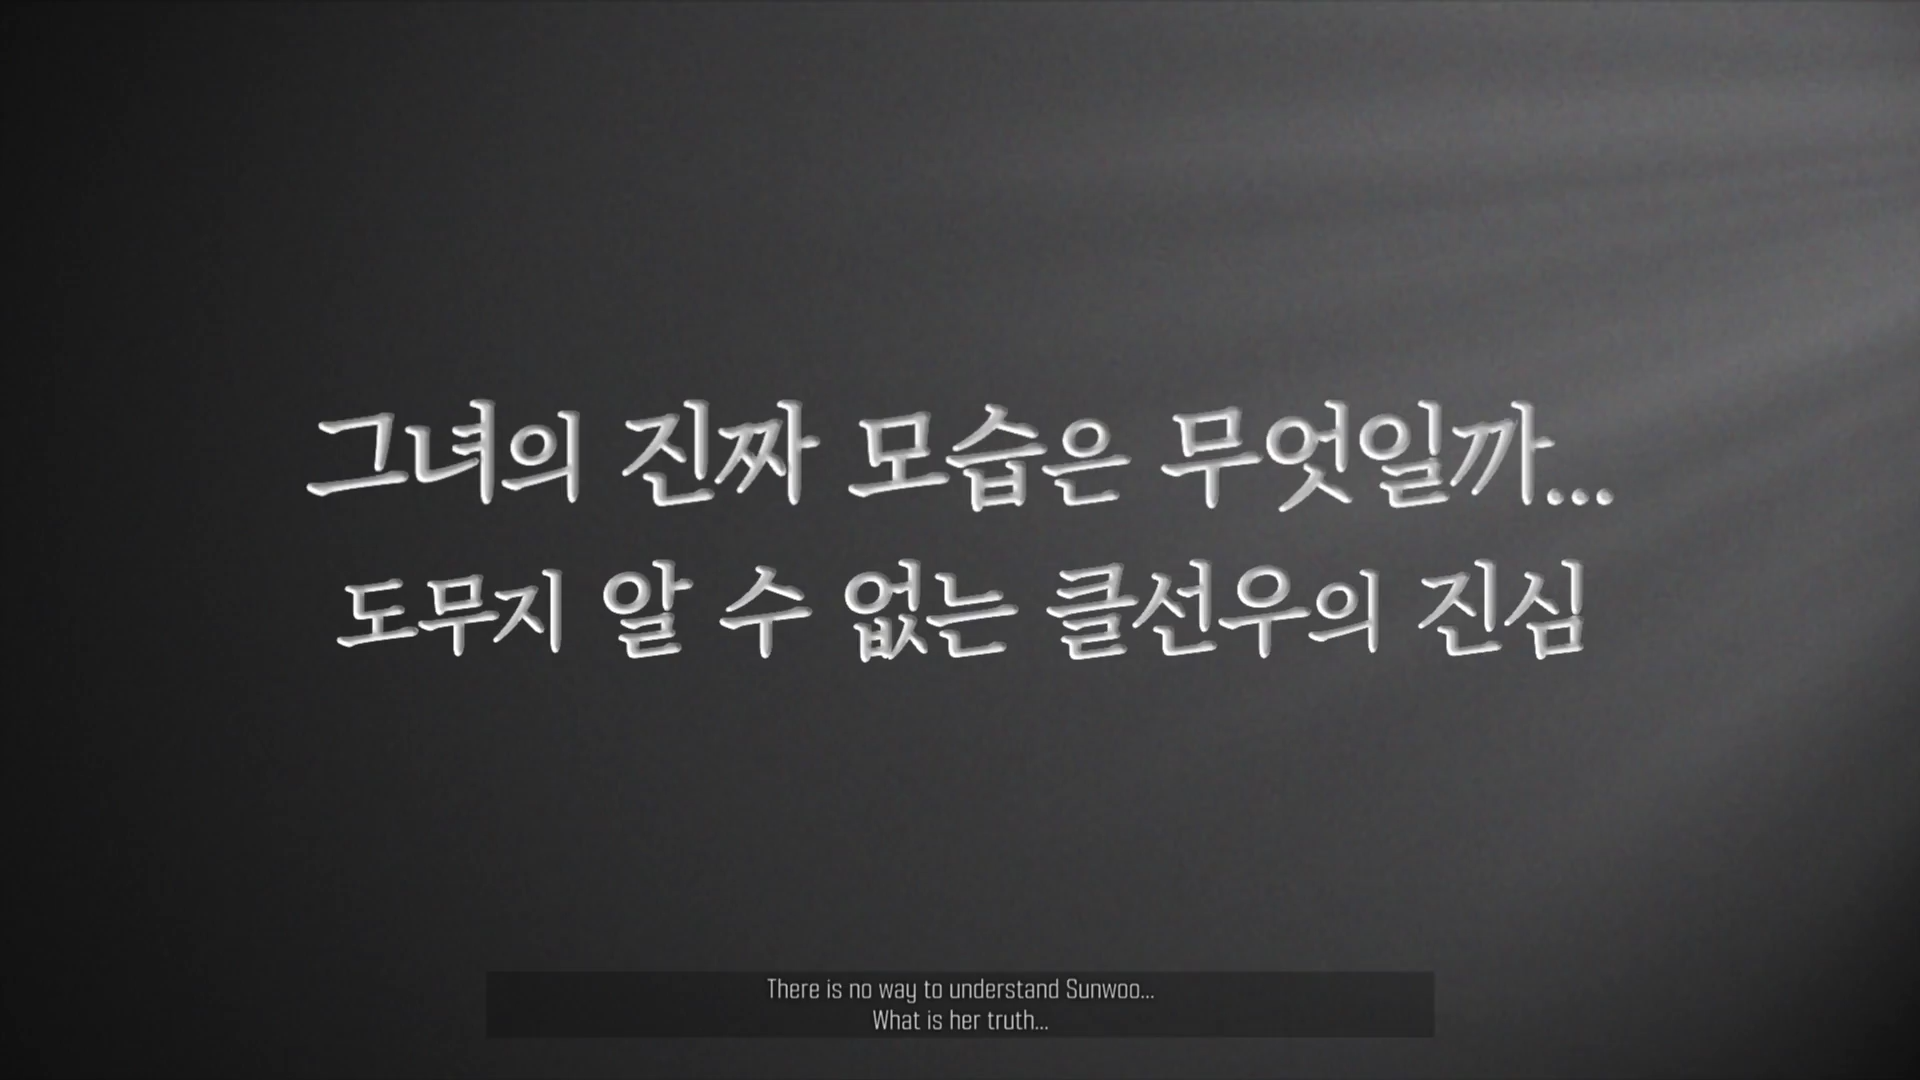 그녀의 진짜 모습은 무엇일까...
도무지 알 수 없는 클선우의 진심
There is no way to understand Sunwoo...
What is her truth...